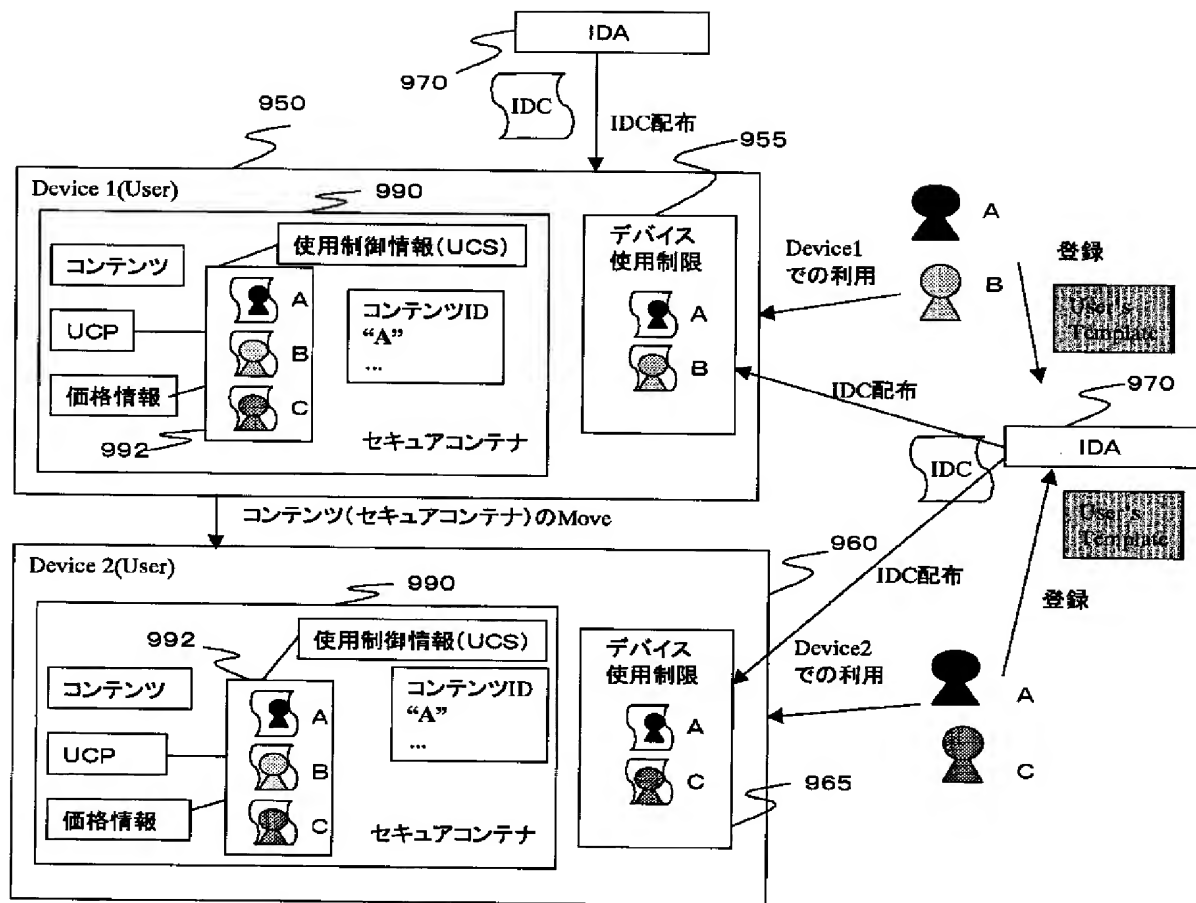 IDA
970
IDC
IDC配布
950
955
Device 1(User)
990
使用制御情報(UCS)
コンテンツ
UCP
価格情報
A
B
C
992
コンテンツID
“A”
...
セキュアコンテナ
デバイス
使用制限
A
B
Device1
での利用
A
B
登録
User's
Template
970
IDC配布
IDC
IDA
User's
Template
コンテンツ(セキュアコンテナ)のMove
960
IDC配布
登録
Device 2(User)
990
992
使用制御情報(UCS)
コンテンツ
UCP
価格情報
A
B
C
コンテンツID
“A”
...
セキュアコンテナ
デバイス
使用制限
A
C
965
Device2
での利用
A
C